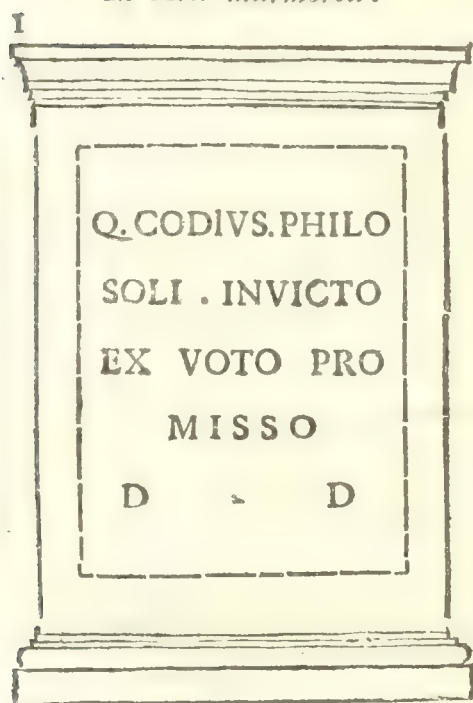 I
Q. CODIVS. PHILO
SOLI . INVICTO
EX VOTO PRO
MISSO
D . D